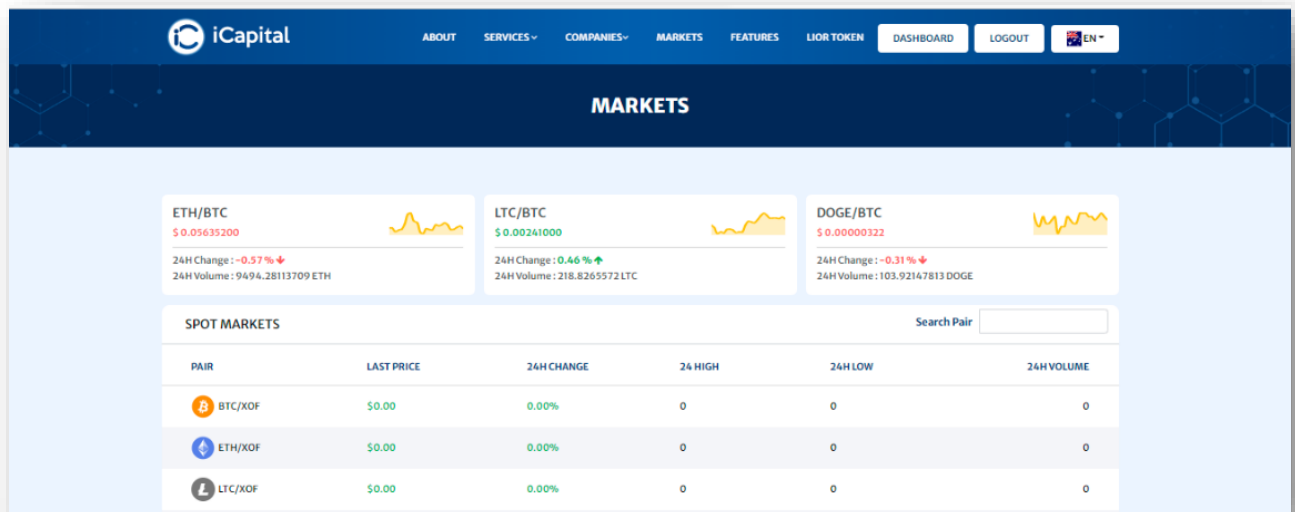 iC iCapital ABOUT SERVICES COMPANIES MARKETS FEATURES LIOR TOKEN DASHBOARD LOGOUT EN
MARKETS
ETH/BTC
$ 0.05635200
24H Change : -0.57 %
24H Volume : 9494.28113709 ETH
LTC/BTC
$ 0.00241000
24H Change : 0.46 %
24H Volume : 218.8265572 LTC
DOGE/BTC
$ 0.00000322
24H Change : -0.31 %
24H Volume : 103.92147813 DOGE
SPOT MARKETS Search Pair
PAIR LAST PRICE 24H CHANGE 24 HIGH 24H LOW 24H VOLUME
BTC/XOF $0.00 0.00% 0 0 0
ETH/XOF $0.00 0.00% 0 0 0
LTC/XOF $0.00 0.00% 0 0 0